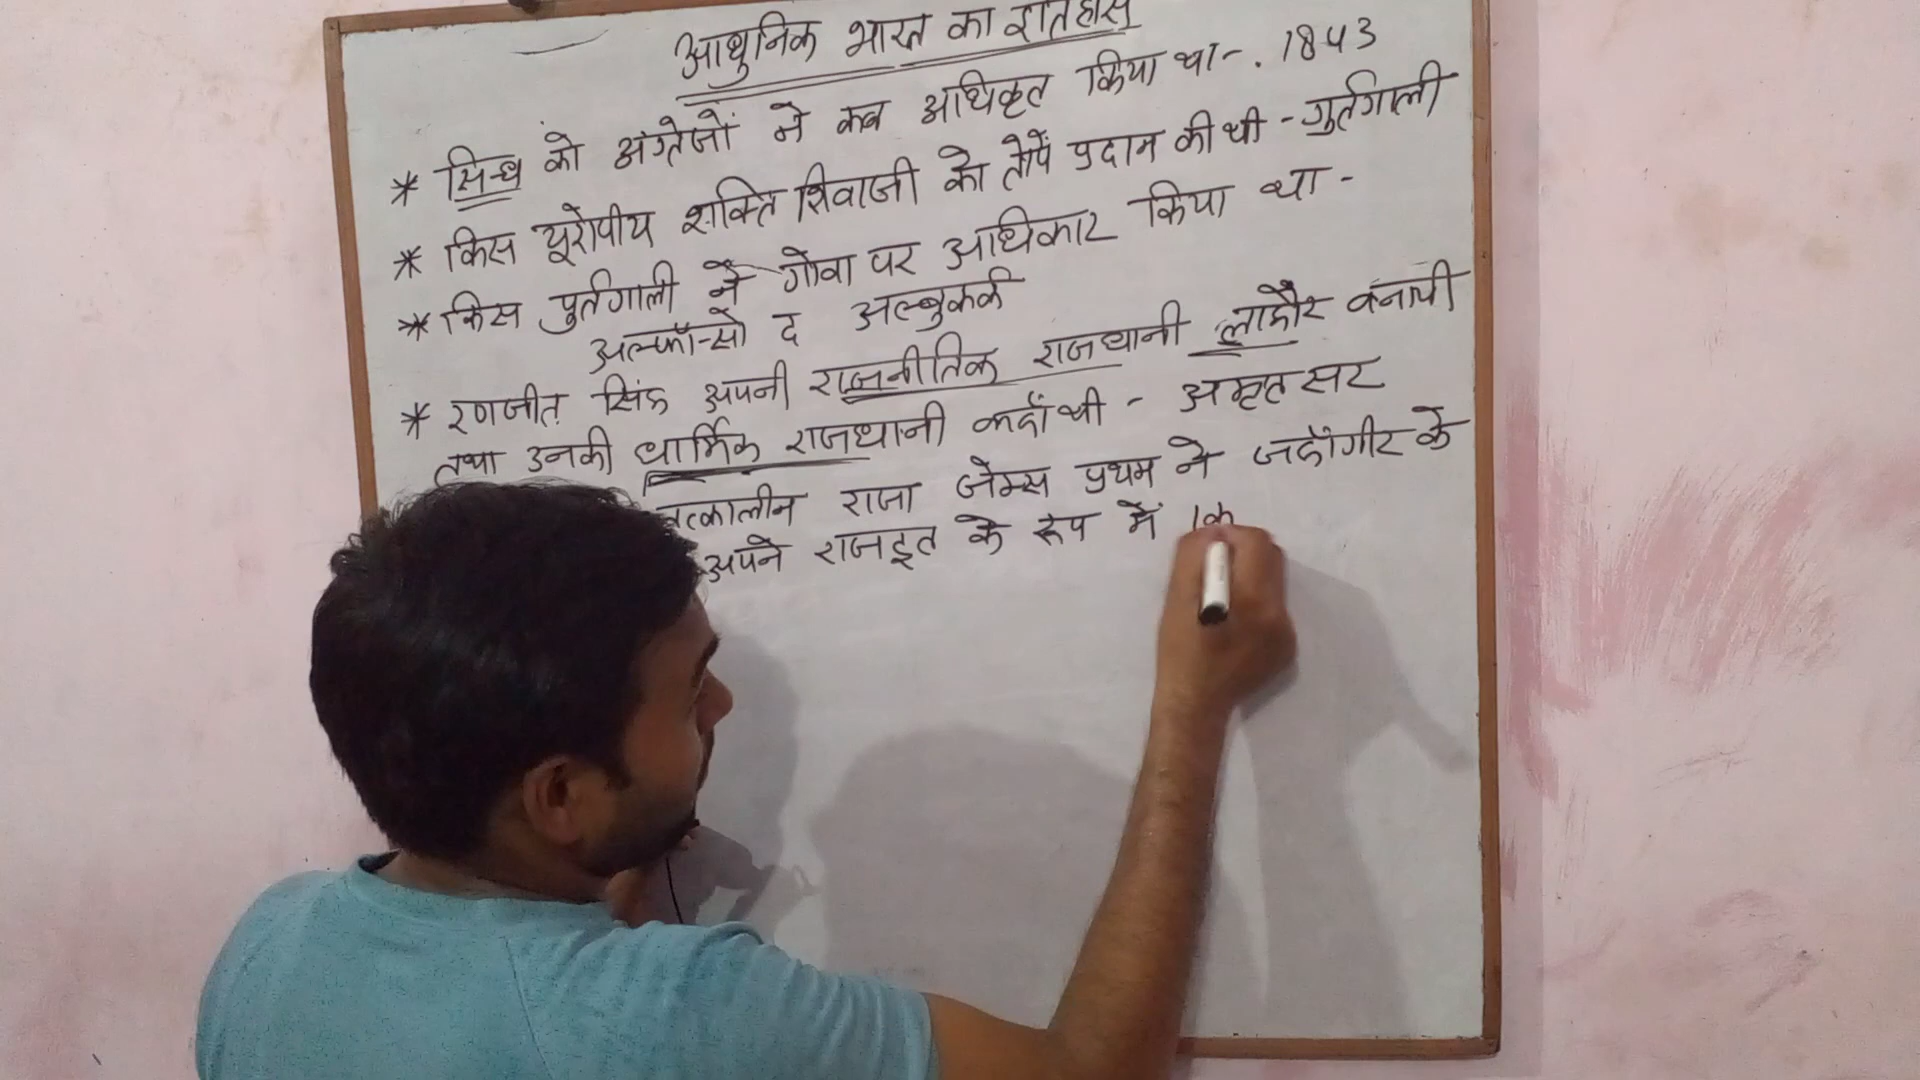 आधुनिक भारत का इतिहास
* सिन्ध को अंग्रेजों ने कब अधिकृत किया था-. 1843
* किस यूरोपीय शक्ति शिवाजी को तोपें प्रदान की थी - पुर्तगाली
* किस पुर्तगाली ने गोवा पर अधिकार किया था -
अल्फॉन्सो द अल्बुकर्क
* रणजीत सिंह अपनी राजनीतिक राजधानी लाहौर बनायी
तथा उनकी धार्मिक राजधानी कहाँ थी - अमृतसर
तत्कालीन राजा जेम्स प्रथम ने जहाँगीर के
अपने राजदूत के रूप में कि